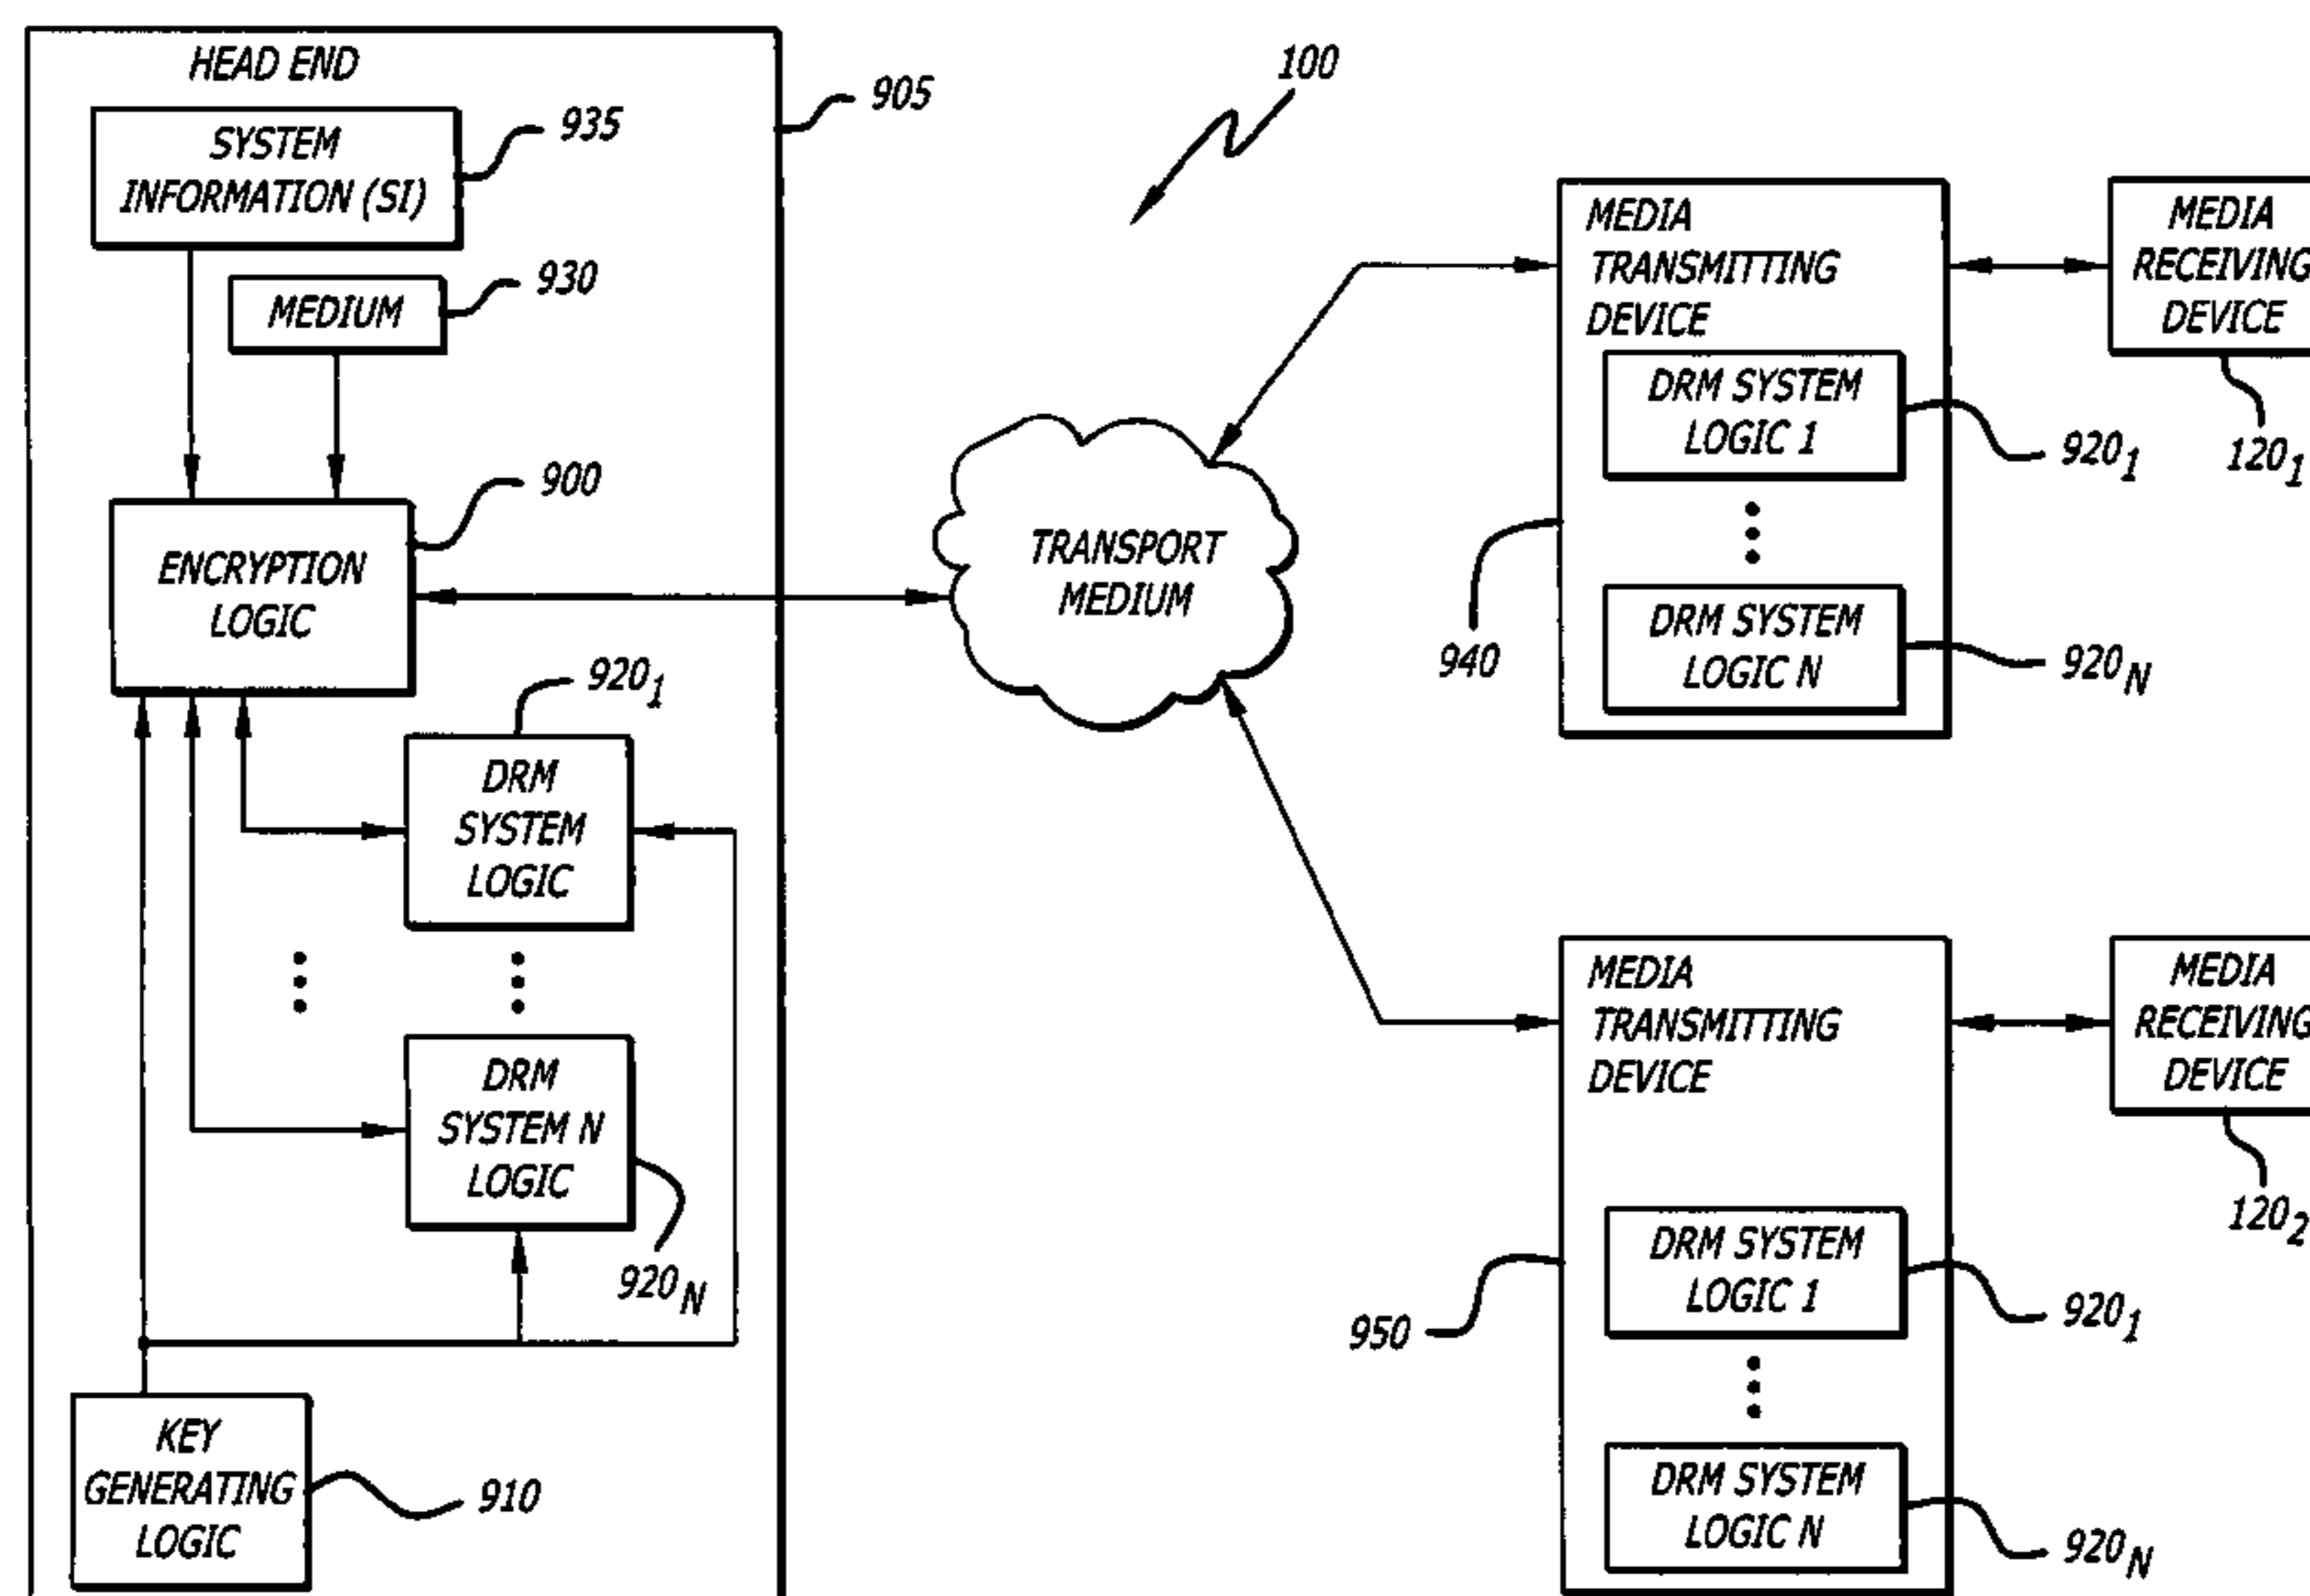 HEAD END
905
SYSTEM
INFORMATION (SI)
935
MEDIUM
930
ENCRYPTION
LOGIC
900
920₁
DRM
SYSTEM
LOGIC
DRM
SYSTEM N
LOGIC
920N
KEY
GENERATING
LOGIC
910
100
TRANSPORT
MEDIUM
MEDIA
TRANSMITTING
DEVICE
DRM SYSTEM
LOGIC 1
920₁
DRM SYSTEM
LOGIC N
920N
940
MEDIA
RECEIVING
DEVICE
120₁
MEDIA
TRANSMITTING
DEVICE
DRM SYSTEM
LOGIC 1
920₁
DRM SYSTEM
LOGIC N
920N
950
MEDIA
RECEIVING
DEVICE
120₂